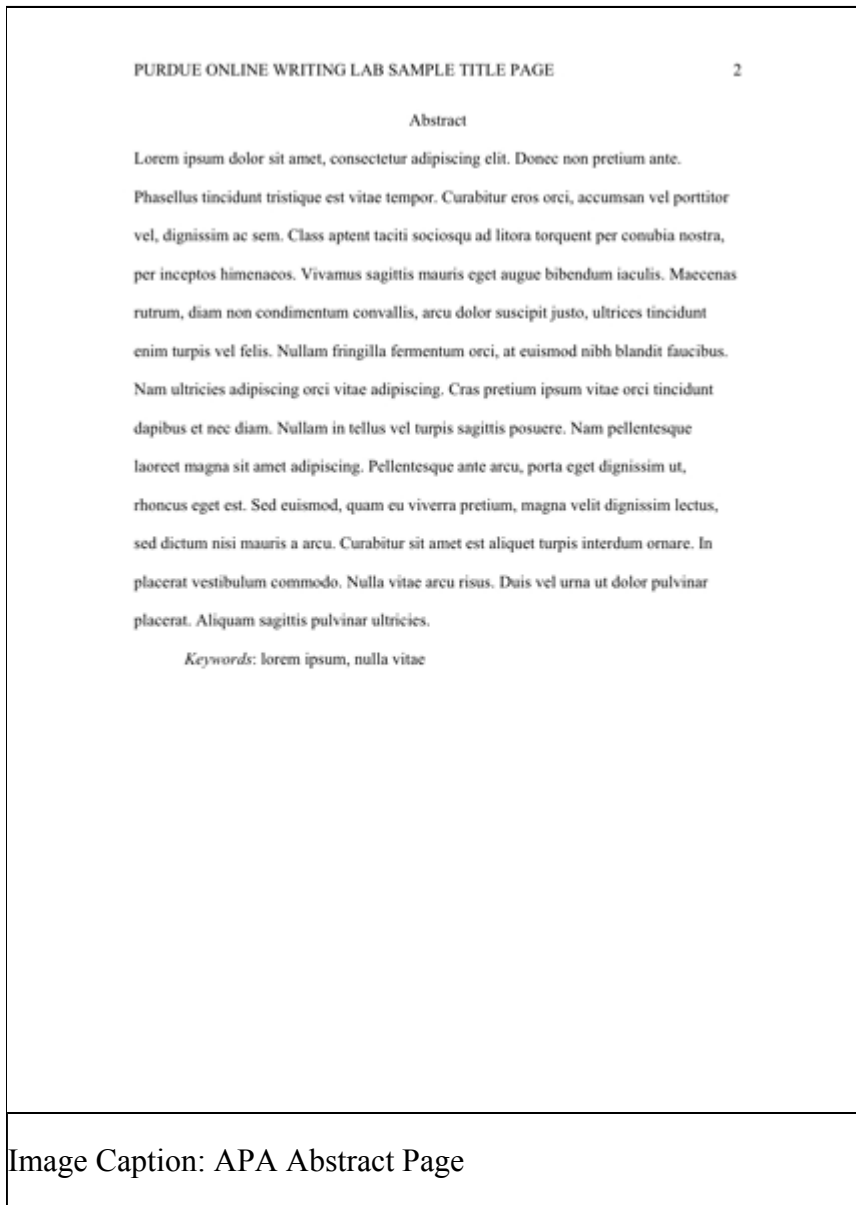 PURDUE ONLINE WRITING LAB SAMPLE TITLE PAGE 2
Abstract
Lorem ipsum dolor sit amet, consectetur adipiscing elit. Donec non pretium ante.
Phasellus tincidunt tristique est vitae tempor. Curabitur eros orci, accumsan vel porttitor
vel, dignissim ac sem. Class aptent taciti sociosqu ad litora torquent per conubia nostra,
per inceptos himenaeos. Vivamus sagittis mauris eget augue bibendum iaculis. Maecenas
rutrum, diam non condimentum convallis, arcu dolor suscipit justo, ultrices tincidunt
enim turpis vel felis. Nullam fringilla fermentum orci, at euismod nibh blandit faucibus.
Nam ultricies adipiscing orci vitae adipiscing. Cras pretium ipsum vitae orci tincidunt
dapibus et nec diam. Nullam in tellus vel turpis sagittis posuere. Nam pellentesque
laoreet magna sit amet adipiscing. Pellentesque ante arcu, porta eget dignissim ut,
rhoncus eget est. Sed euismod, quam eu viverra pretium, magna velit dignissim lectus,
sed dictum nisi mauris a arcu. Curabitur sit amet est aliquet turpis interdum ornare. In
placerat vestibulum commodo. Nulla vitae arcu risus. Duis vel urna ut dolor pulvinar
placerat. Aliquam sagittis pulvinar ultricies.
Keywords: lorem ipsum, nulla vitae
Image Caption: APA Abstract Page